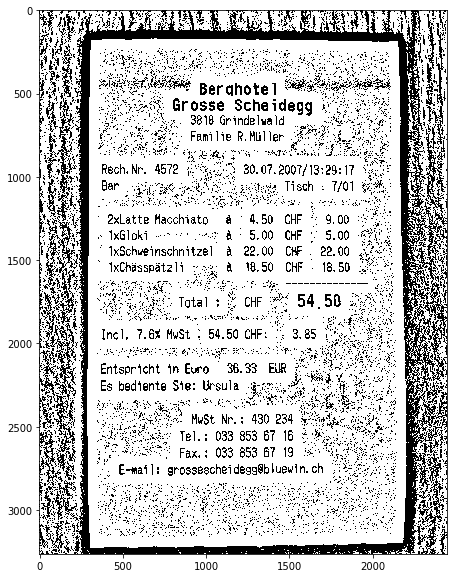 Berghotel
Grosse Scheidegg
3818 Grindelwald
Familie R.Müller
Rech.Nr. 4572 30.07.2007/13:29:17
Bar Tisch 7/01
2xLatte Macchiato à 4.50 CHF 9.00
1xGloki à 5.00 CHF 5.00
1xSchweinschnitzel à 22.00 CHF 22.00
1xChässpätzli à 18.50 CHF 18.50
Total : CHF 54.50
Incl. 7.6% MwSt : 54.50 CHF: 3.85
Entspricht in Euro 36.33 EUR
Es bediente Sie: Ursula
MwSt Nr.: 430 234
Tel.: 033 853 67 16
Fax.: 033 853 67 19
E-mail: grossescheidegg@bluewin.ch
0
500
1000
1500
2000
2500
3000
0 500 1000 1500 2000